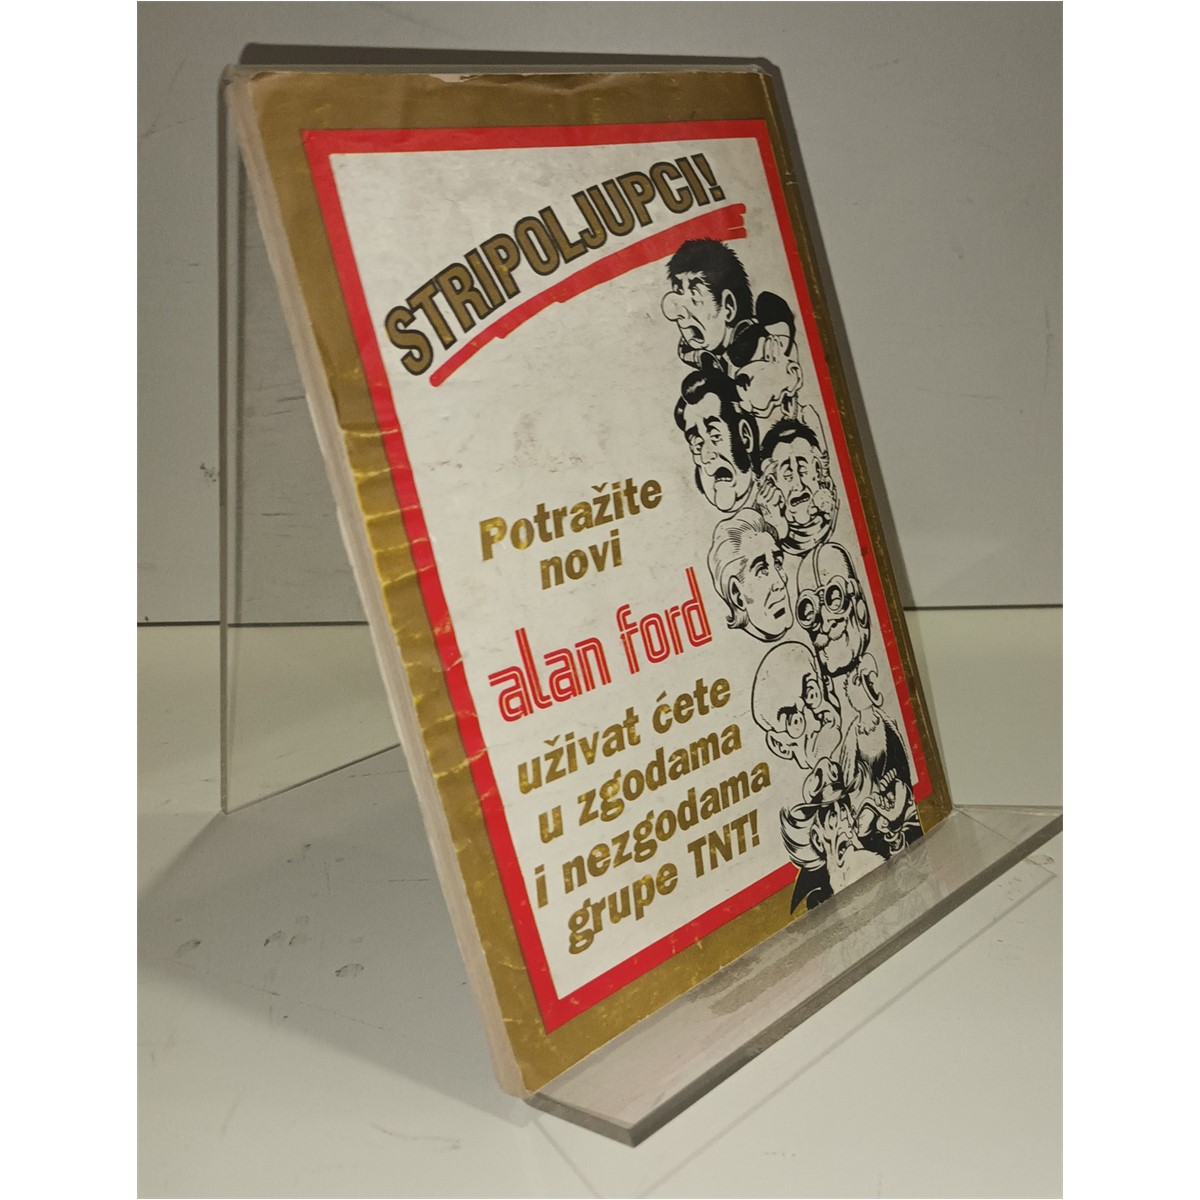 STRIPOLJUPCI!
Potražite
novi
alan ford
uživat ćete
u zgodama
i nezgodama
grupe TNT!